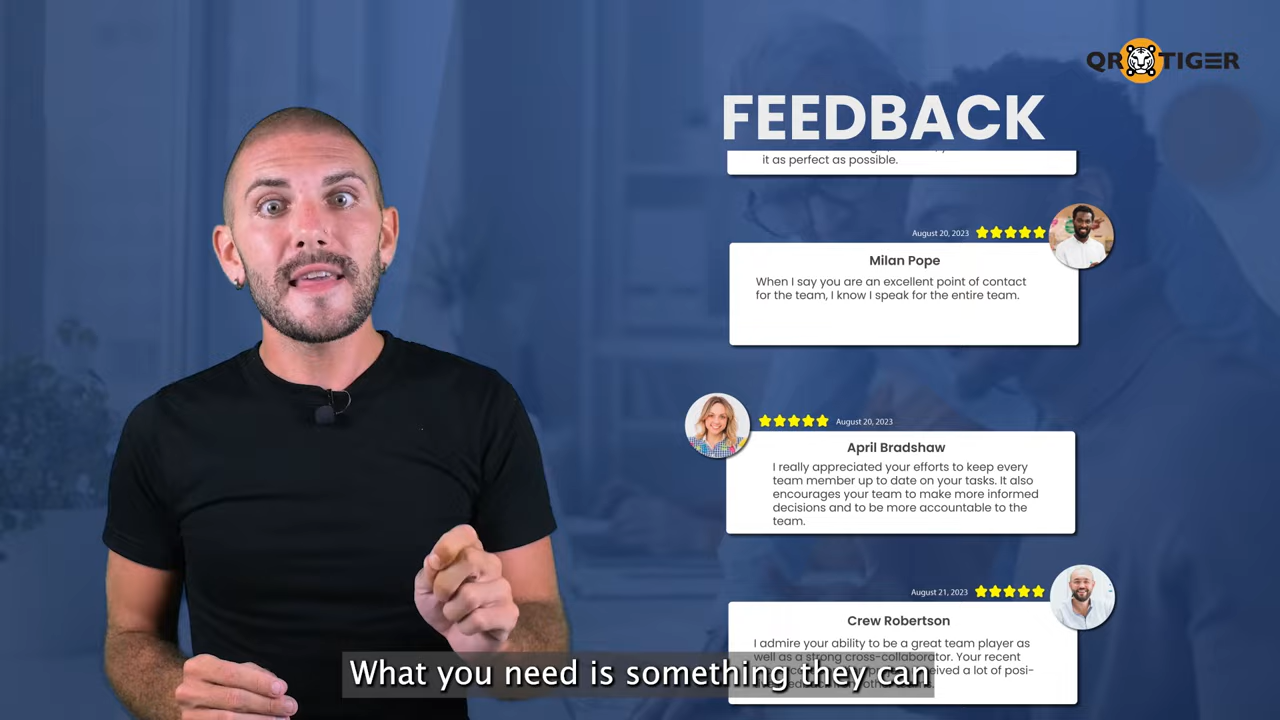 QR TIGER
FEEDBACK
it as perfect as possible.
August 20, 2023
Milan Pope
When I say you are an excellent point of contact
for the team, I know I speak for the entire team.
August 20, 2023
April Bradshaw
I really appreciated your efforts to keep every
team member up to date on your tasks. It also
encourages your team to make more informed
decisions and to be more accountable to the
team.
August 21, 2023
Crew Robertson
I admire your ability to be a great team player as
well as a strong cross-collaborator. Your recent
a lot of posi-
What you need is something they can